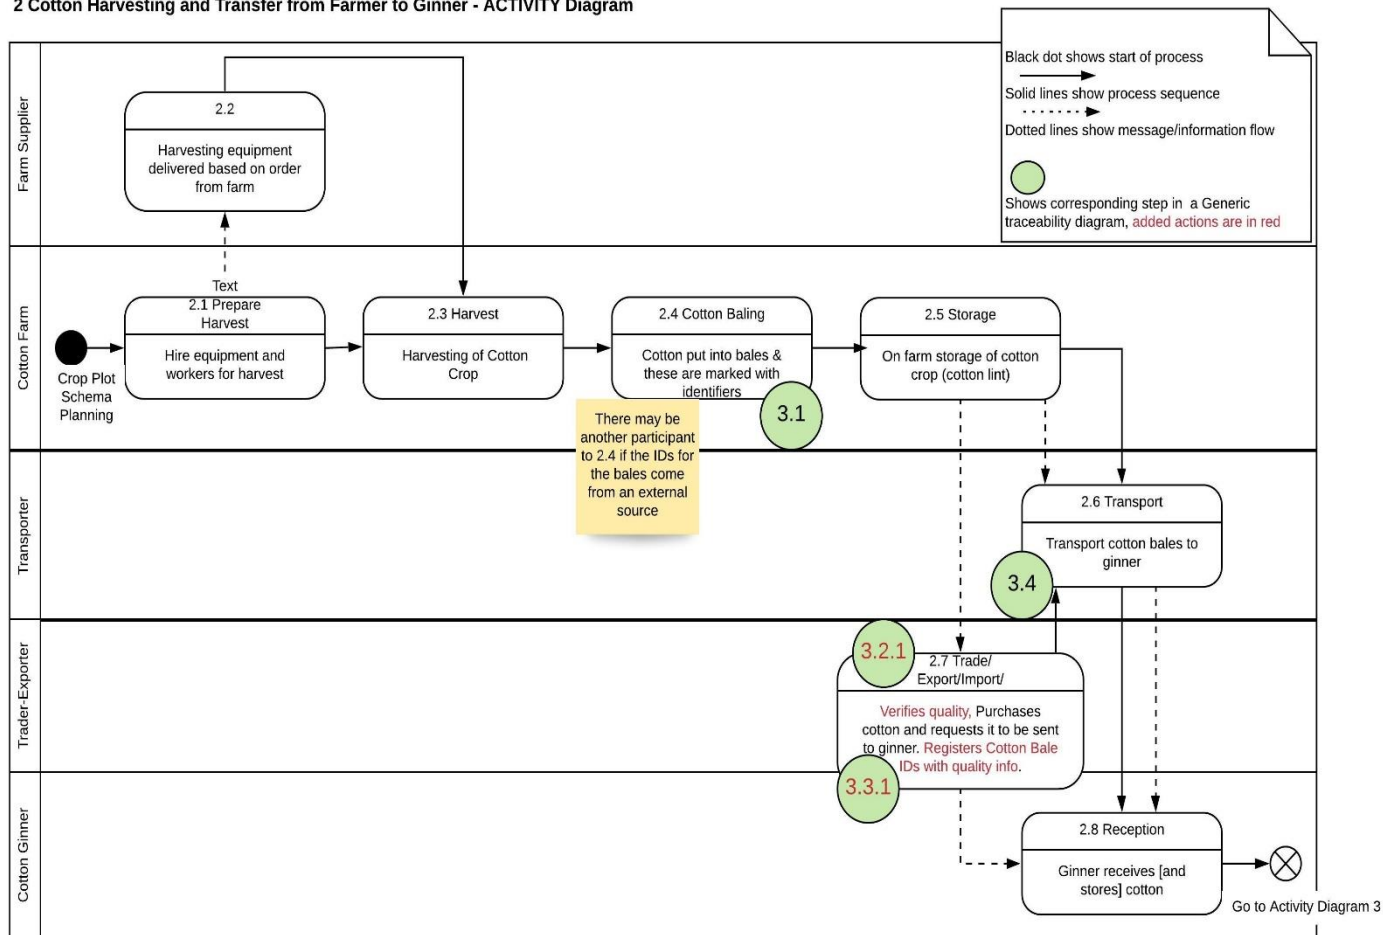 2 Cotton Harvesting and Transfer from Farmer to Ginner - ACTIVITY Diagram
Black dot shows start of process
Solid lines show process sequence
Dotted lines show message/information flow
Shows corresponding step in a Generic
traceability diagram, added actions are in red
Farm Supplier
2.2
Harvesting equipment
delivered based on order
from farm
Cotton Farm
Crop Plot
Schema
Planning
Text
2.1 Prepare
Harvest
Hire equipment and
workers for harvest
2.3 Harvest
Harvesting of Cotton
Crop
2.4 Cotton Baling
Cotton put into bales &
these are marked with
identifiers
3.1
There may be
another participant
to 2.4 if the IDs for
the bales come
from an external
source
2.5 Storage
On farm storage of cotton
crop (cotton lint)
Transporter
2.6 Transport
Transport cotton bales to
ginner
3.4
Trader-Exporter
3.2.1
2.7 Trade/
Export/Import/
Verifies quality, Purchases
cotton and requests it to be sent
to ginner. Registers Cotton Bale
IDs with quality info.
3.3.1
Cotton Ginner
2.8 Reception
Ginner receives [and
stores] cotton
Go to Activity Diagram 3